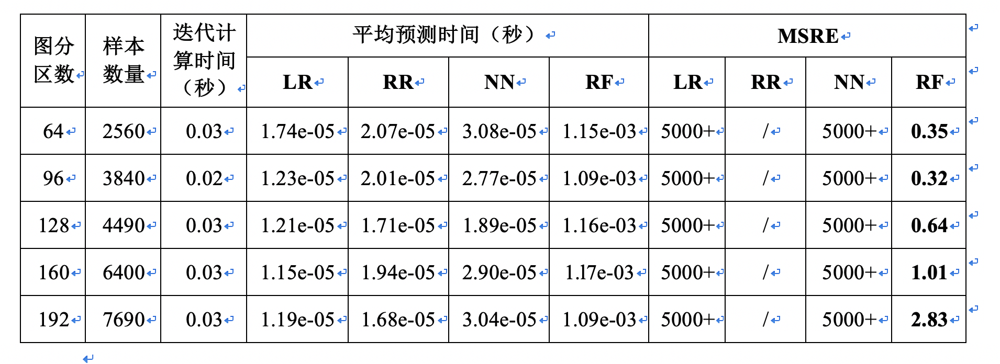 图分区数 样本数量 迭代计算时间（秒） 平均预测时间（秒） MSRE
LR RR NN RF LR RR NN RF
64 2560 0.03 1.74e-05 2.07e-05 3.08e-05 1.15e-03 5000+ / 5000+ 0.35
96 3840 0.02 1.23e-05 2.01e-05 2.77e-05 1.09e-03 5000+ / 5000+ 0.32
128 4490 0.03 1.21e-05 1.71e-05 1.89e-05 1.16e-03 5000+ / 5000+ 0.64
160 6400 0.03 1.15e-05 1.94e-05 2.90e-05 1.l7e-03 5000+ / 5000+ 1.01
192 7690 0.03 1.19e-05 1.68e-05 3.04e-05 1.09e-03 5000+ / 5000+ 2.83